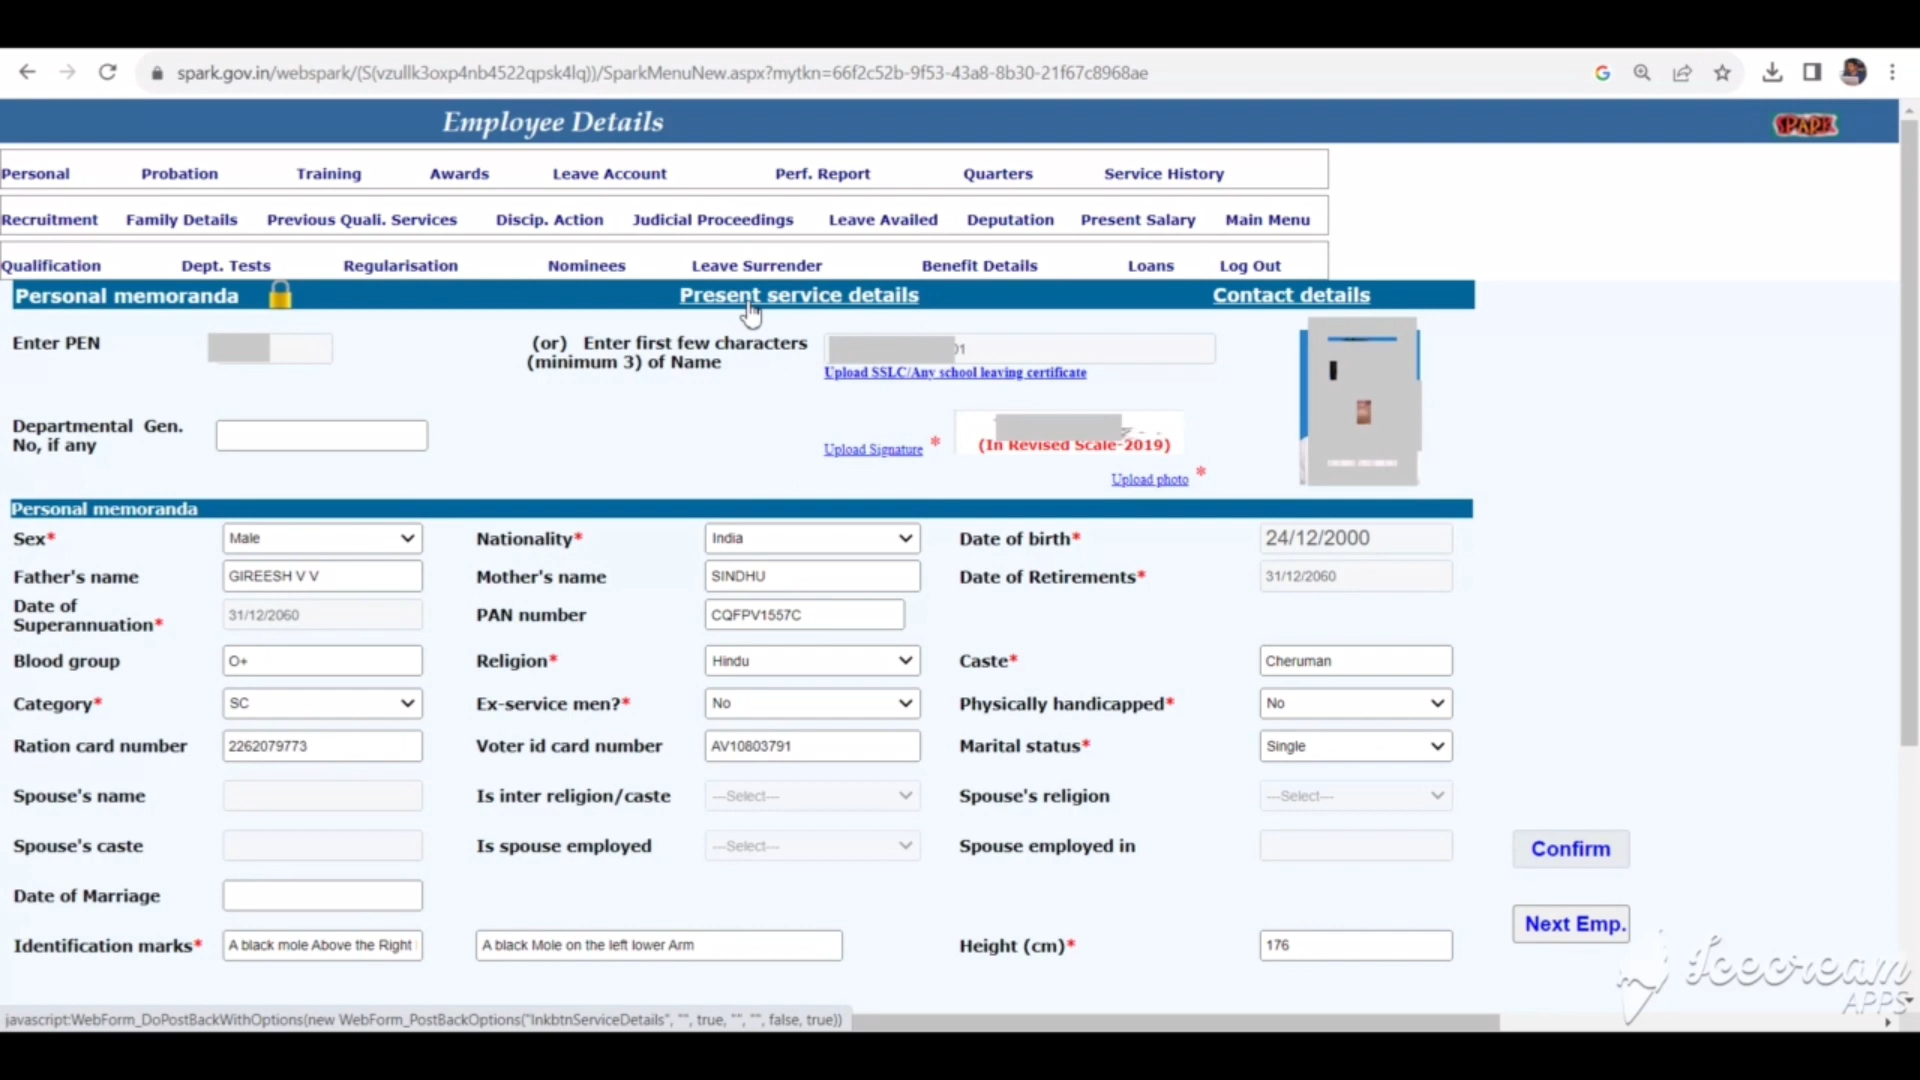 spark.gov.in/webspark/(S(vzullk3oxp4nb4522qpsk4lq))/SparkMenuNew.aspx?mytkn=66f2c52b-9f53-43a8-8b30-21f67c8968ae
Employee Details SPARK
Personal Probation Training Awards Leave Account Perf. Report Quarters Service History
Recruitment Family Details Previous Quali. Services Discip. Action Judicial Proceedings Leave Availed Deputation Present Salary Main Menu
Qualification Dept. Tests Regularisation Nominees Leave Surrender Benefit Details Loans Log Out
Personal memoranda Present service details Contact details
Enter PEN (or) Enter first few characters
(minimum 3) of Name
Upload SSLC/Any school leaving certificate
Departmental Gen.
No, if any
Upload Signature * (In Revised Scale-2019)
Upload photo *
Personal memoranda
Sex* Male Nationality* India Date of birth* 24/12/2000
Father's name GIREESH V V Mother's name SINDHU Date of Retirements* 31/12/2060
Date of
Superannuation* 31/12/2060 PAN number CQFPV1557C
Blood group O+ Religion* Hindu Caste* Cheruman
Category* SC Ex-service men?* No Physically handicapped* No
Ration card number 2262079773 Voter id card number AV10803791 Marital status* Single
Spouse's name Is inter religion/caste ---Select--- Spouse's religion ---Select---
Spouse's caste Is spouse employed ---Select--- Spouse employed in Confirm
Date of Marriage
Next Emp.
Identification marks* A black mole Above the Right A black Mole on the left lower Arm Height (cm)* 176
Icecream
APPS
javascript:WebForm_DoPostBackWithOptions(new WebForm_PostBackOptions("lnkbtnServiceDetails", "", true, "", "", false, true))